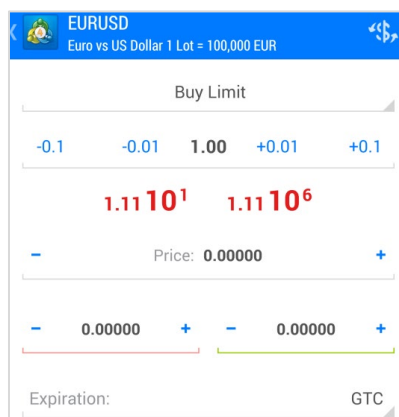 EURUSD
Euro vs US Dollar 1 Lot = 100,000 EUR
Buy Limit
-0.1 -0.01 1.00 +0.01 +0.1
1.11101 1.11106
− Price: 0.00000 +
− 0.00000 + − 0.00000 +
Expiration: GTC